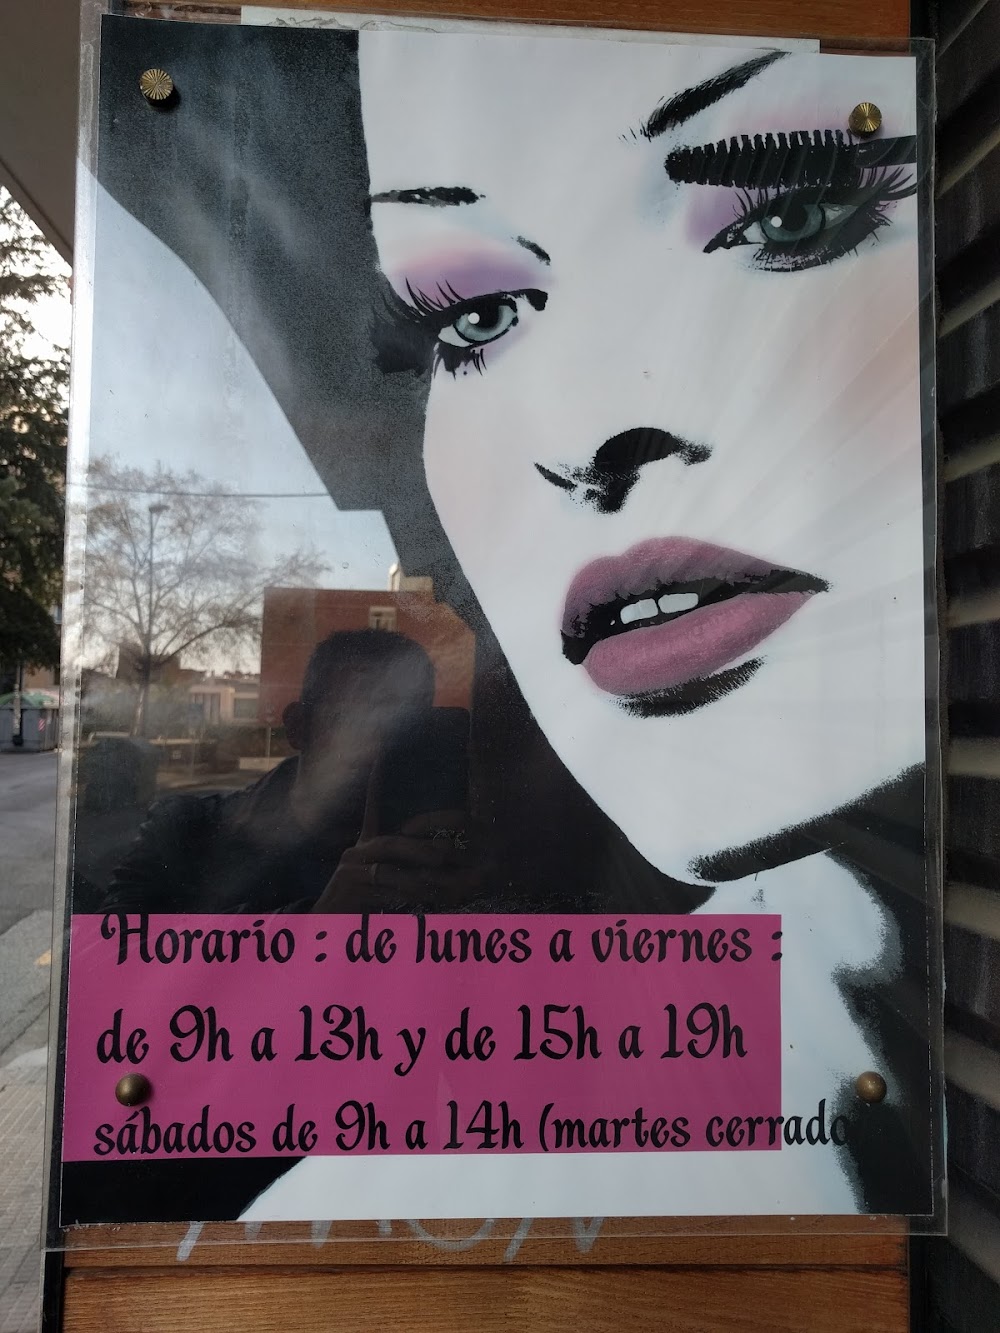 Horario : de lunes a viernes :
de 9h a 13h y de 15h a 19h
sábados de 9h a 14h (martes cerrado